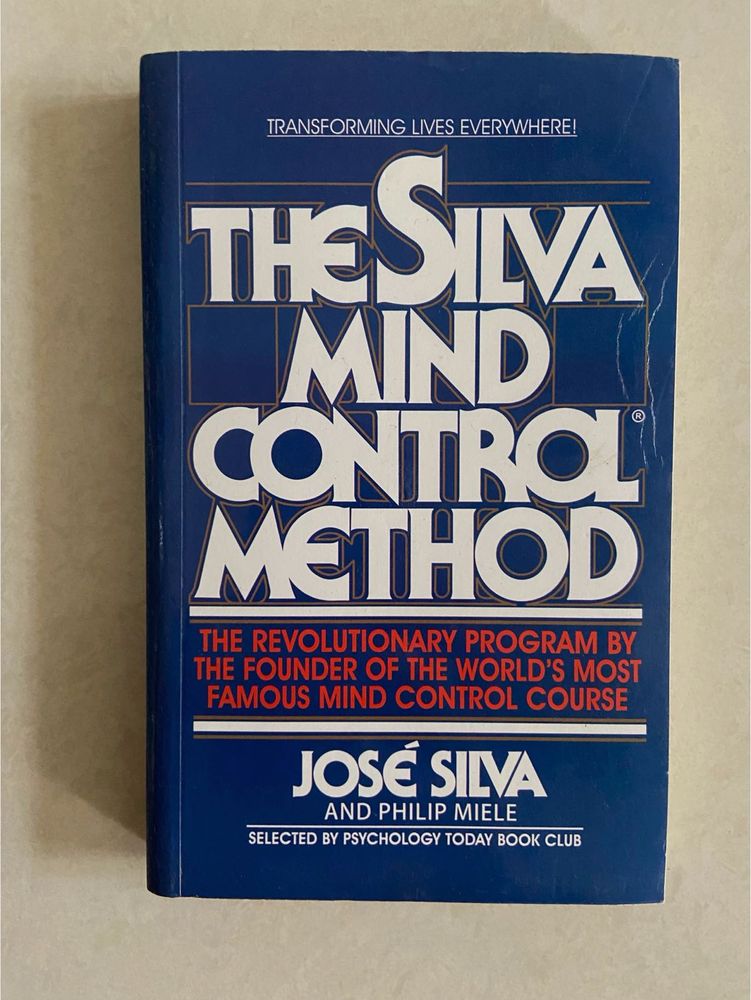 TRANSFORMING LIVES EVERYWHERE!
THE SILVA
MIND
CONTROL®
METHOD
THE REVOLUTIONARY PROGRAM BY
THE FOUNDER OF THE WORLD'S MOST
FAMOUS MIND CONTROL COURSE
JOSÉ SILVA
AND PHILIP MIELE
SELECTED BY PSYCHOLOGY TODAY BOOK CLUB